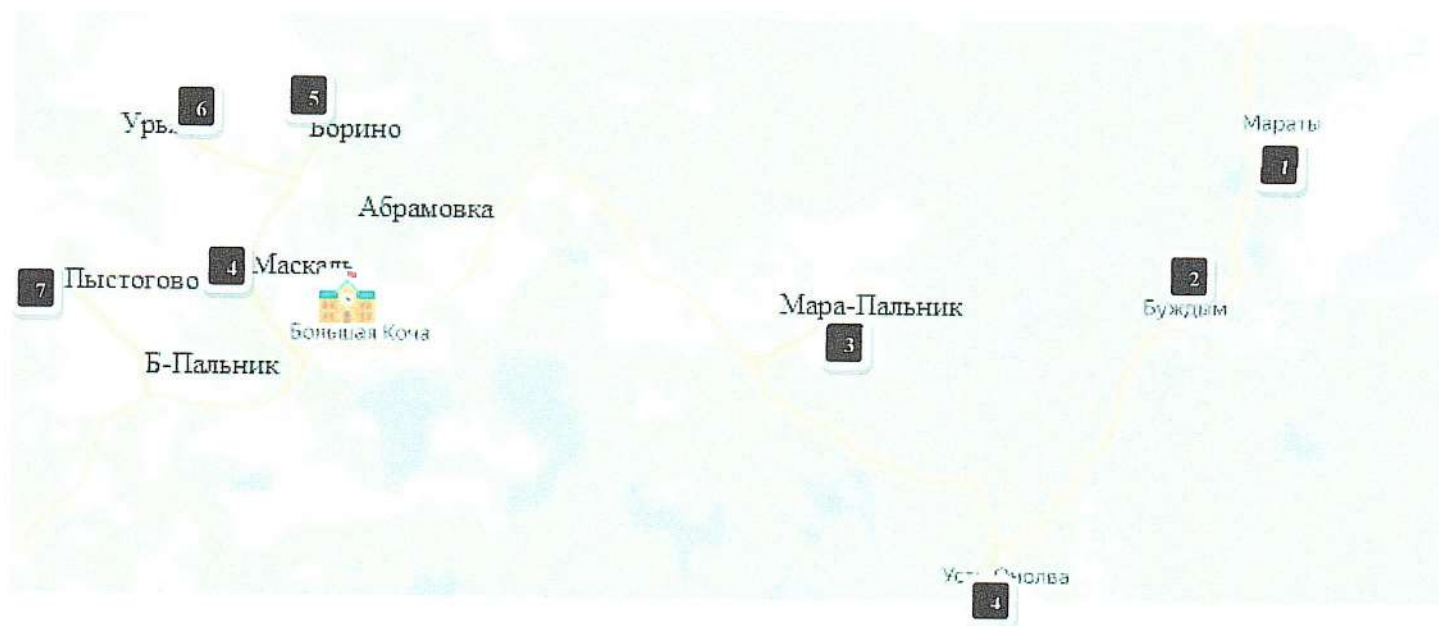 6
5
Борино
Мараты
1
Абрамовка
7
Пыстогово
4
Маскаль
2
Буждым
Мара-Пальник
3
Большая Коча
Б-Пальник
4